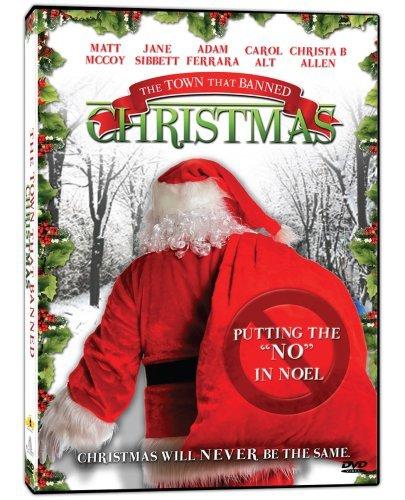 MATT JANE ADAM CAROL CHRISTA B
MCCOY SIBBETT FERRARA ALT ALLEN
THE TOWN THAT BANNED
CHRISTMAS
PUTTING THE
"NO"
IN NOEL
CHRISTMAS WILL NEVER BE THE SAME.
DVD
THE TOWN THAT BANNED
CHRISTMAS